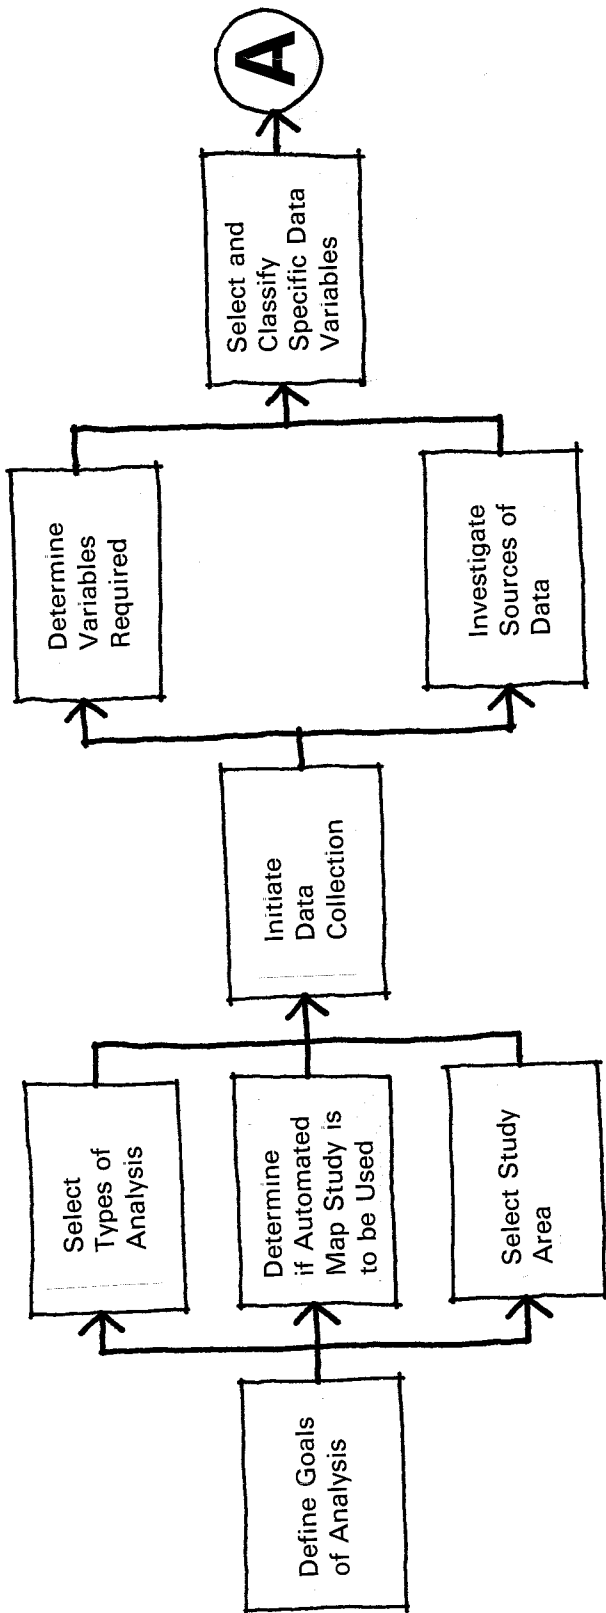 Define Goals
of Analysis
Select
Types of
Analysis
Determine
if Automated
Map Study is
to be Used
Select Study
Area
Initiate
Data
Collection
Determine
Variables
Required
Investigate
Sources of
Data
Select and
Classify
Specific Data
Variables
A